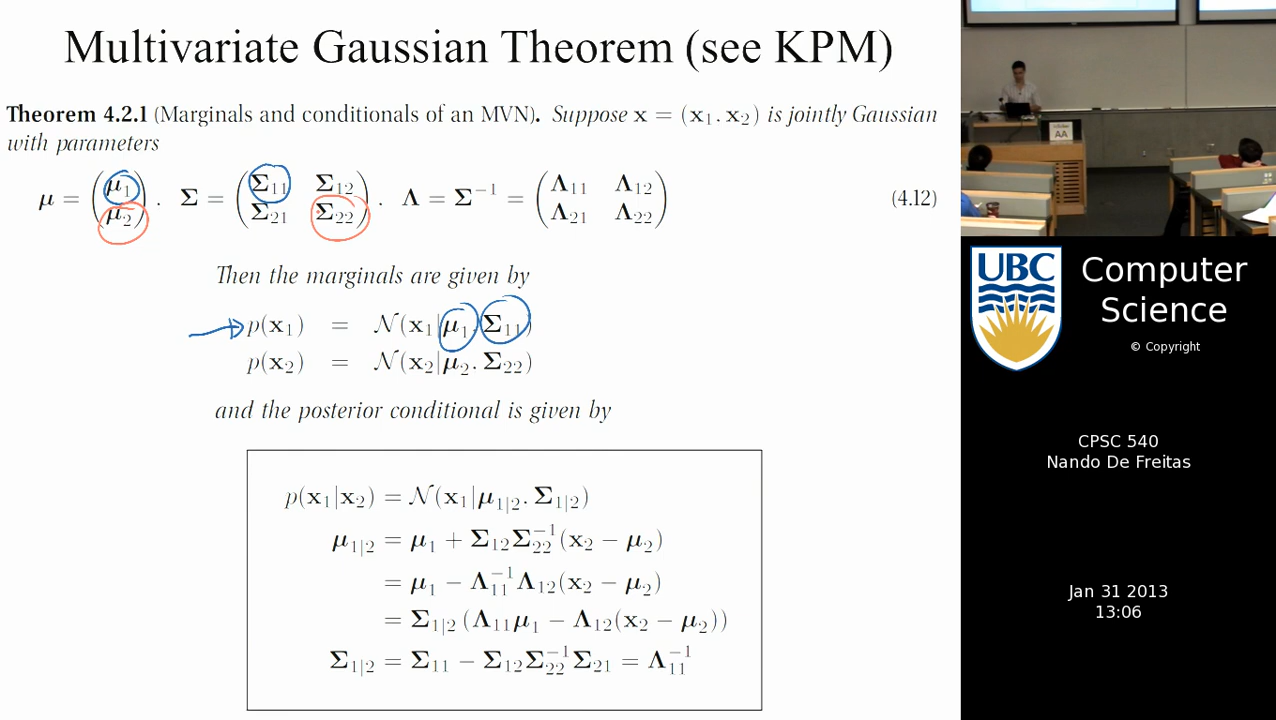 Multivariate Gaussian Theorem (see KPM)
Theorem 4.2.1 (Marginals and conditionals of an MVN). Suppose x = (x₁. x₂) is jointly Gaussian
with parameters
μ = (μ₁ μ₂). Σ = (Σ₁₁ Σ₁₂ Σ₂₁ Σ₂₂). Λ = Σ⁻¹ = (Λ₁₁ Λ₁₂ Λ₂₁ Λ₂₂) (4.12)
Then the marginals are given by
p(x₁) = N(x₁|μ₁. Σ₁₁)
p(x₂) = N(x₂|μ₂. Σ₂₂)
and the posterior conditional is given by
p(x₁|x₂) = N(x₁|μ₁|₂. Σ₁|₂)
μ₁|₂ = μ₁ + Σ₁₂Σ₂₂⁻¹(x₂ − μ₂)
= μ₁ − Λ₁₁⁻¹Λ₁₂(x₂ − μ₂)
= Σ₁|₂ (Λ₁₁μ₁ − Λ₁₂(x₂ − μ₂))
Σ₁|₂ = Σ₁₁ − Σ₁₂Σ₂₂⁻¹Σ₂₁ = Λ₁₁⁻¹
AA
UBC
Computer
Science
© Copyright
CPSC 540
Nando De Freitas
Jan 31 2013
13:06